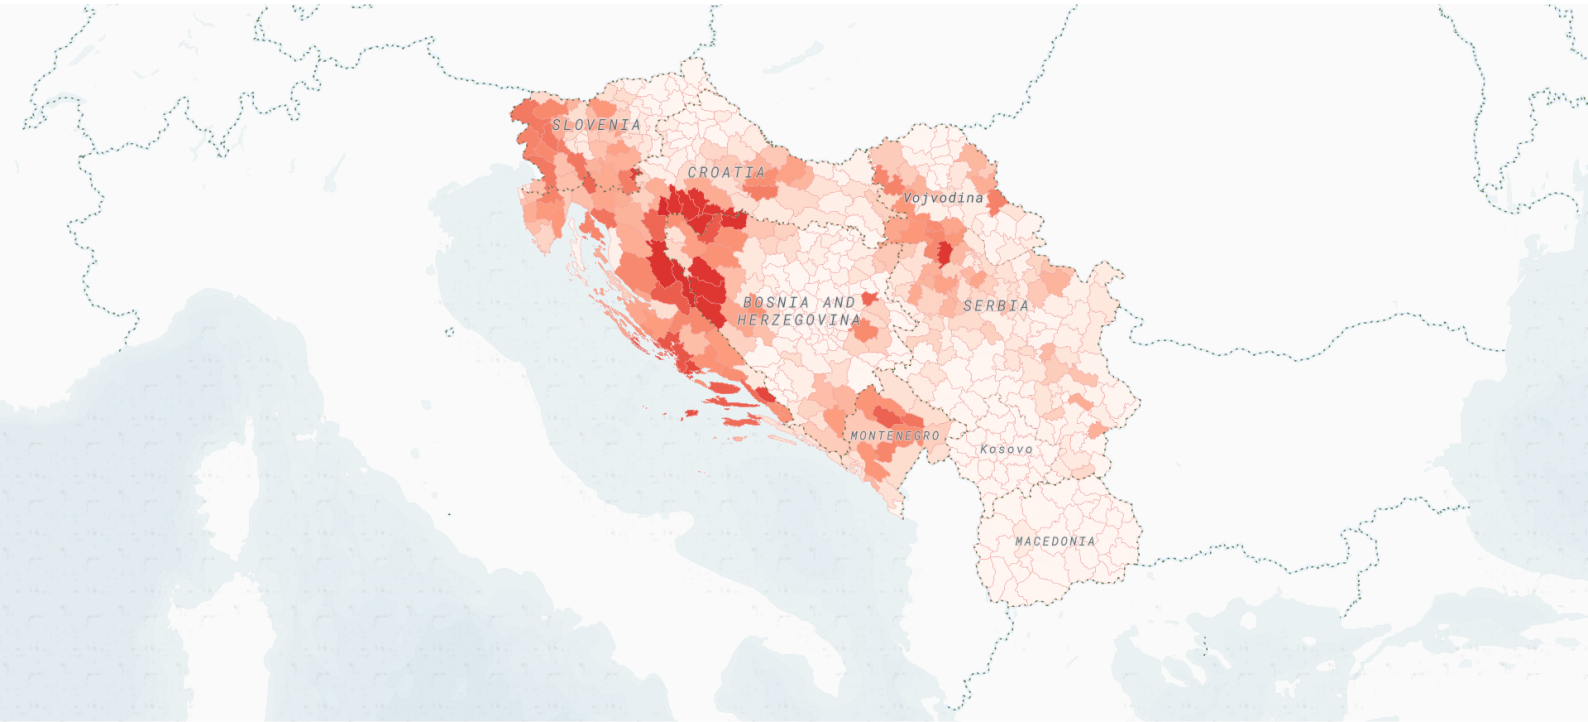 SLOVENIA
CROATIA
Vojvodina
BOSNIA AND
HERZEGOVINA
SERBIA
MONTENEGRO
Kosovo
MACEDONIA